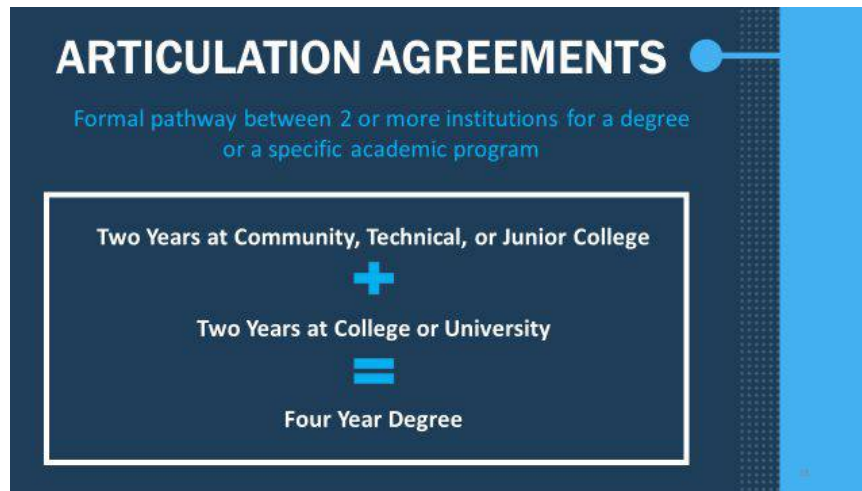 ARTICULATION AGREEMENTS
Formal pathway between 2 or more institutions for a degree
or a specific academic program
Two Years at Community, Technical, or Junior College
+
Two Years at College or University
=
Four Year Degree